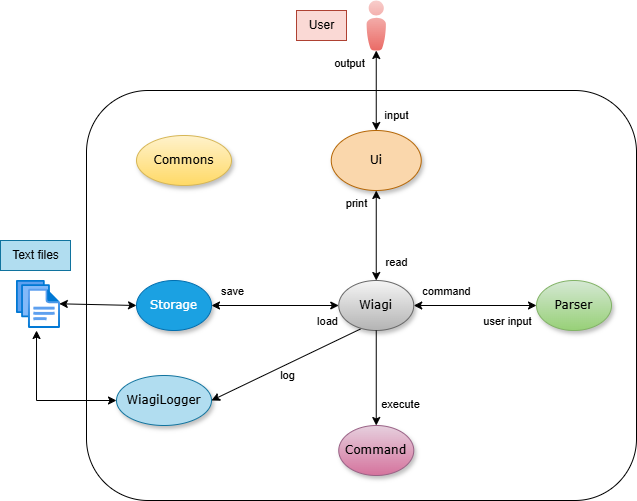 User
output
input
Commons
Ui
print
read
Text files
Storage
save
load
Wiagi
command
user input
Parser
log
WiagiLogger
execute
Command